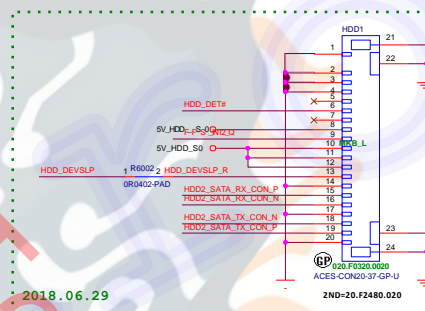 HDD1
1
21
2
22
3
4
5
HDD_DET#
6
7
8
5V_HDD_S0
9
10
MKB_L
5V_HDD_S0
11
12
HDD_DEVSLP
1
R6002
2
HDD_DEVSLP_R
13
0R0402-PAD
14
HDD2_SATA_RX_CON_P
15
HDD2_SATA_RX_CON_N
16
17
HDD2_SATA_TX_CON_N
18
HDD2_SATA_TX_CON_P
19
23
20
24
GP
020.F0320.0020
ACES-CON20-37-GP-U
2018.06.29
2ND=20.F2480.020